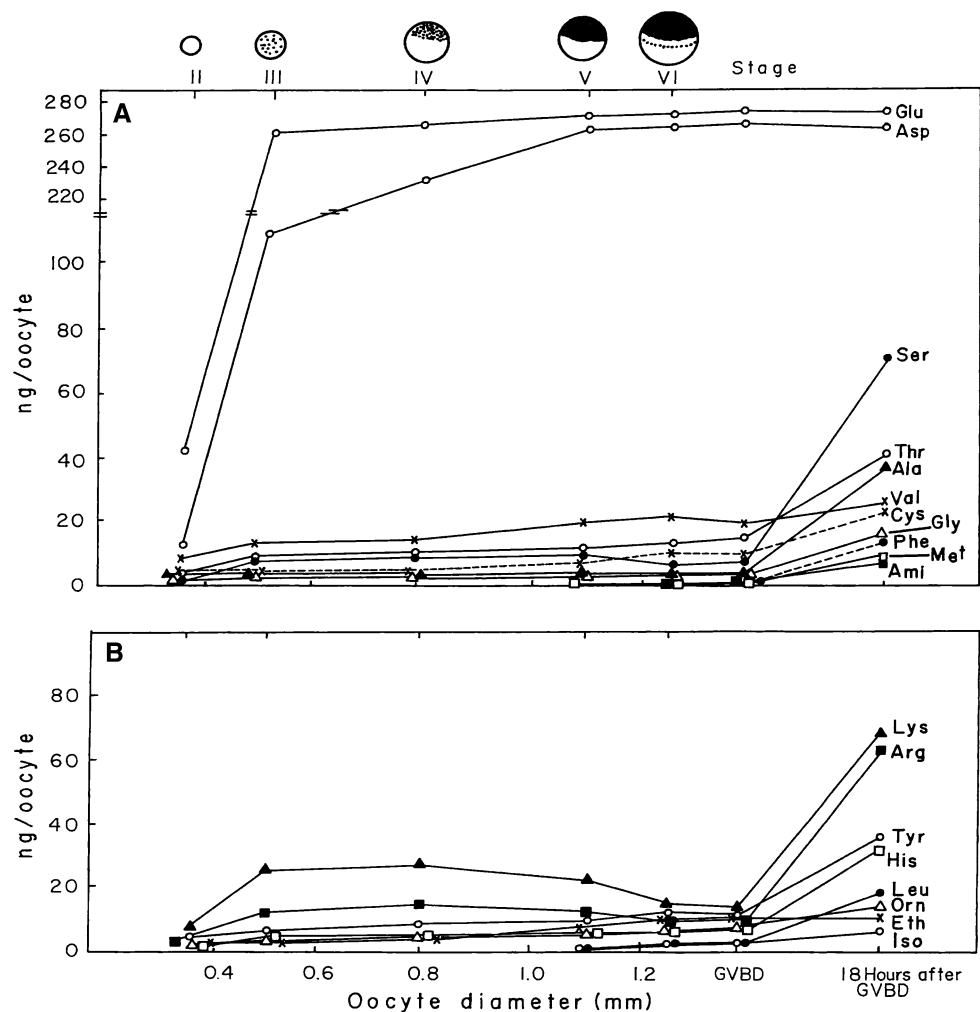 II III IV V VI Stage
A
280
260
240
220
100
80
60
40
20
0
ng/oocyte
Glu
Asp
Ser
Thr
Ala
Val
Cys
Gly
Phe
Met
Ami
B
80
60
40
20
0
ng/oocyte
Lys
Arg
Tyr
His
Leu
Orn
Eth
Iso
0.4 0.6 0.8 1.0 1.2 GVBD 18 Hours after
GVBD
Oocyte diameter (mm)